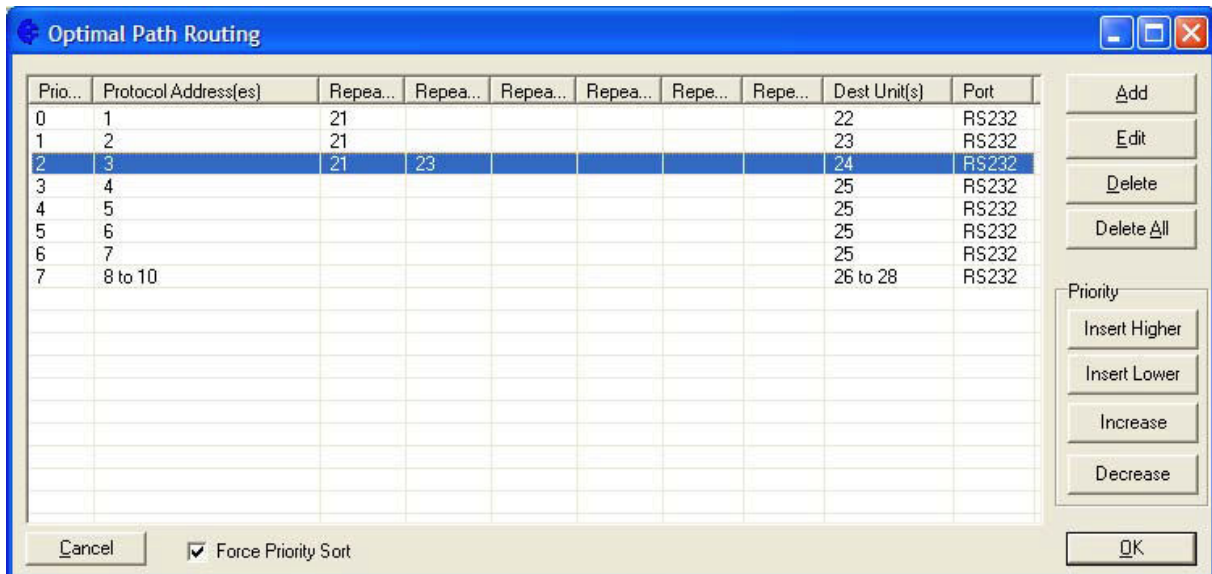 Optimal Path Routing
Prio... Protocol Address(es) Repea... Repea... Repea... Repea... Repe... Repe... Dest Unit(s) Port
0 1 21 22 RS232
1 2 21 23 RS232
2 3 21 23 24 RS232
3 4 25 RS232
4 5 25 RS232
5 6 25 RS232
6 7 25 RS232
7 8 to 10 26 to 28 RS232
Add
Edit
Delete
Delete All
Priority
Insert Higher
Insert Lower
Increase
Decrease
Cancel Force Priority Sort OK